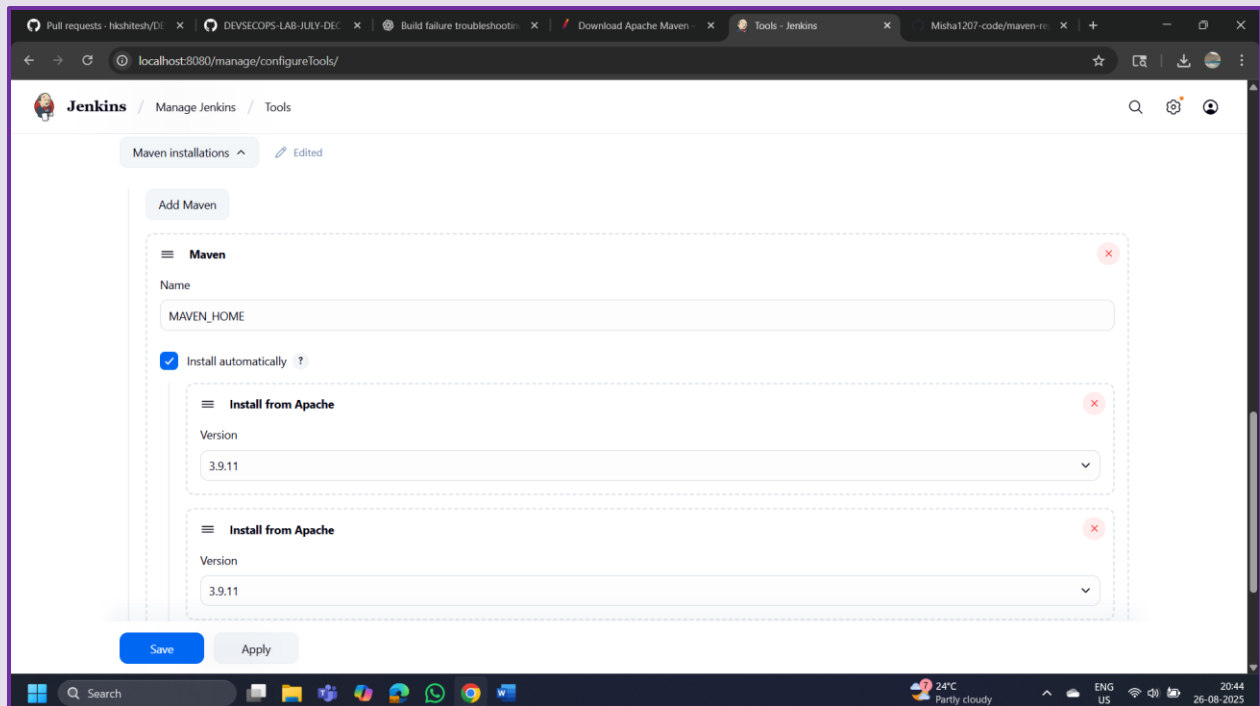 Pull requests · hkshitesh/DE
DEVSECOPS-LAB-JULY-DEC
Build failure troubleshootin
Download Apache Maven –
Tools - Jenkins
Misha1207-code/maven-ro
localhost:8080/manage/configureTools/
Jenkins / Manage Jenkins / Tools
Maven installations
Edited
Add Maven
Maven
Name
MAVEN_HOME
Install automatically ?
Install from Apache
Version
3.9.11
Install from Apache
Version
3.9.11
Save
Apply
Search
7
24°C
Partly cloudy
ENG
US
20:44
26-08-2025